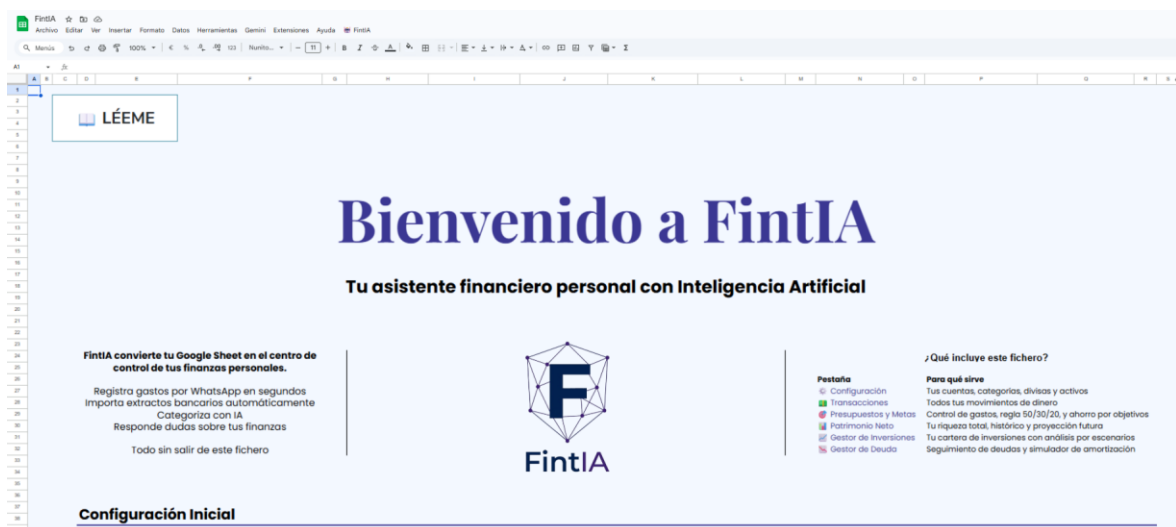 FintIA
Archivo Editar Ver Insertar Formato Datos Herramientas Gemini Extensiones Ayuda FintIA
Menús 100% € % 123 Nunito... 11 B I A
A1 fx
A B C D E F G H I J K L M N O P Q R S
LÉEME
Bienvenido a FintIA
Tu asistente financiero personal con Inteligencia Artificial
FintIA convierte tu Google Sheet en el centro de
control de tus finanzas personales.
Registra gastos por WhatsApp en segundos
Importa extractos bancarios automáticamente
Categoriza con IA
Responde dudas sobre tus finanzas
Todo sin salir de este fichero
F
FintIA
¿Qué incluye este fichero?
Pestaña Para qué sirve
Configuración Tus cuentas, categorías, divisas y activos
Transacciones Todos tus movimientos de dinero
Presupuestos y Metas Control de gastos, regla 50/30/20, y ahorro por objetivos
Patrimonio Neto Tu riqueza total, histórico y proyección futura
Gestor de Inversiones Tu cartera de inversiones con análisis por escenarios
Gestor de Deuda Seguimiento de deudas y simulador de amortización
Configuración Inicial